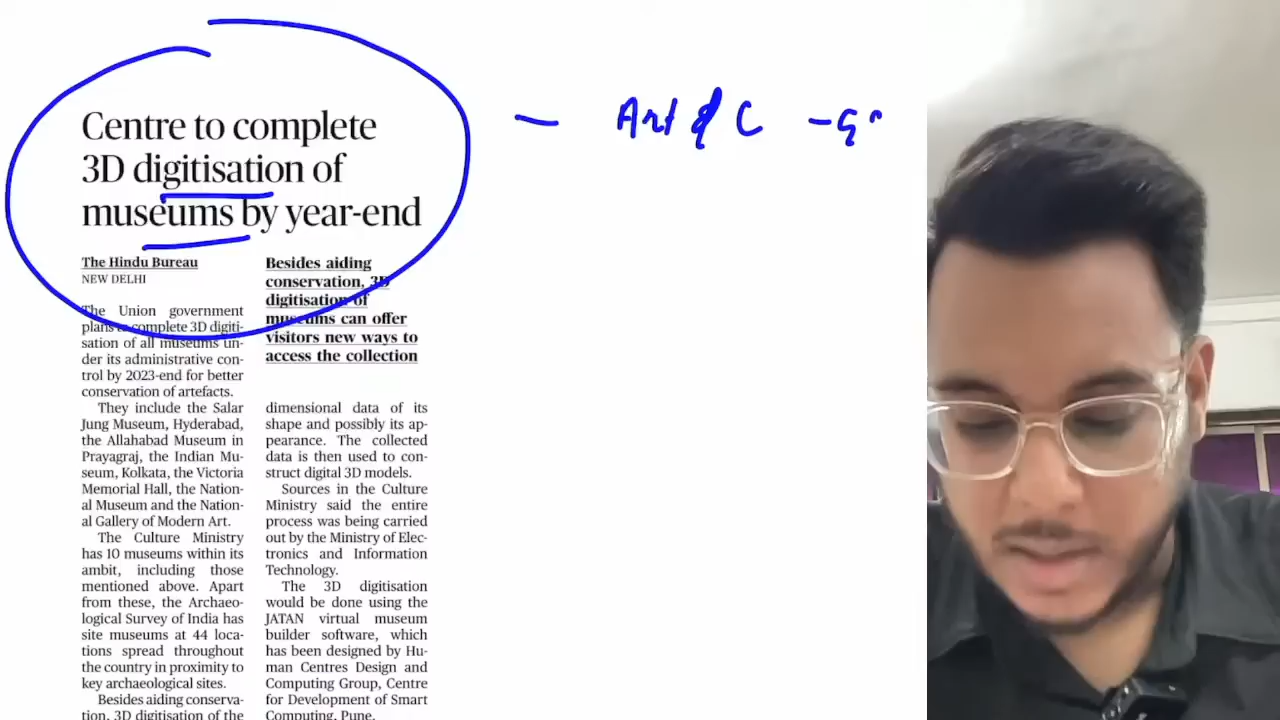 Centre to complete
3D digitisation of
museums by year-end
— Art & C -
The Hindu Bureau
NEW DELHI
The Union government
plans to complete 3D digiti-
sation of all museums un-
der its administrative con-
trol by 2023-end for better
conservation of artefacts.
They include the Salar
Jung Museum, Hyderabad,
the Allahabad Museum in
Prayagraj, the Indian Mu-
seum, Kolkata, the Victoria
Memorial Hall, the Nation-
al Museum and the Nation-
al Gallery of Modern Art.
The Culture Ministry
has 10 museums within its
ambit, including those
mentioned above. Apart
from these, the Archaeo-
logical Survey of India has
site museums at 44 loca-
tions spread throughout
the country in proximity to
key archaeological sites.
Besides aiding conserva-
tion, 3D digitisation of the
Besides aiding
conservation, 3D
digitisation of
museums can offer
visitors new ways to
access the collection
dimensional data of its
shape and possibly its ap-
pearance. The collected
data is then used to con-
struct digital 3D models.
Sources in the Culture
Ministry said the entire
process was being carried
out by the Ministry of Elec-
tronics and Information
Technology.
The 3D digitisation
would be done using the
JATAN virtual museum
builder software, which
has been designed by Hu-
man Centres Design and
Computing Group, Centre
for Development of Smart
Computing, Pune.